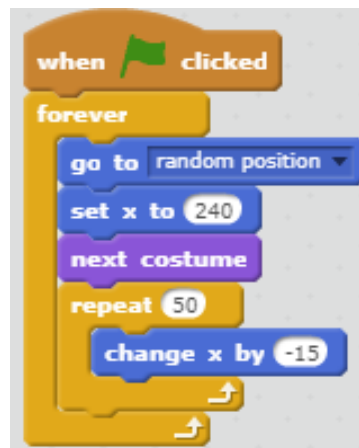 when clicked
forever
go to random position
set x to 240
next costume
repeat 50
change x by -15